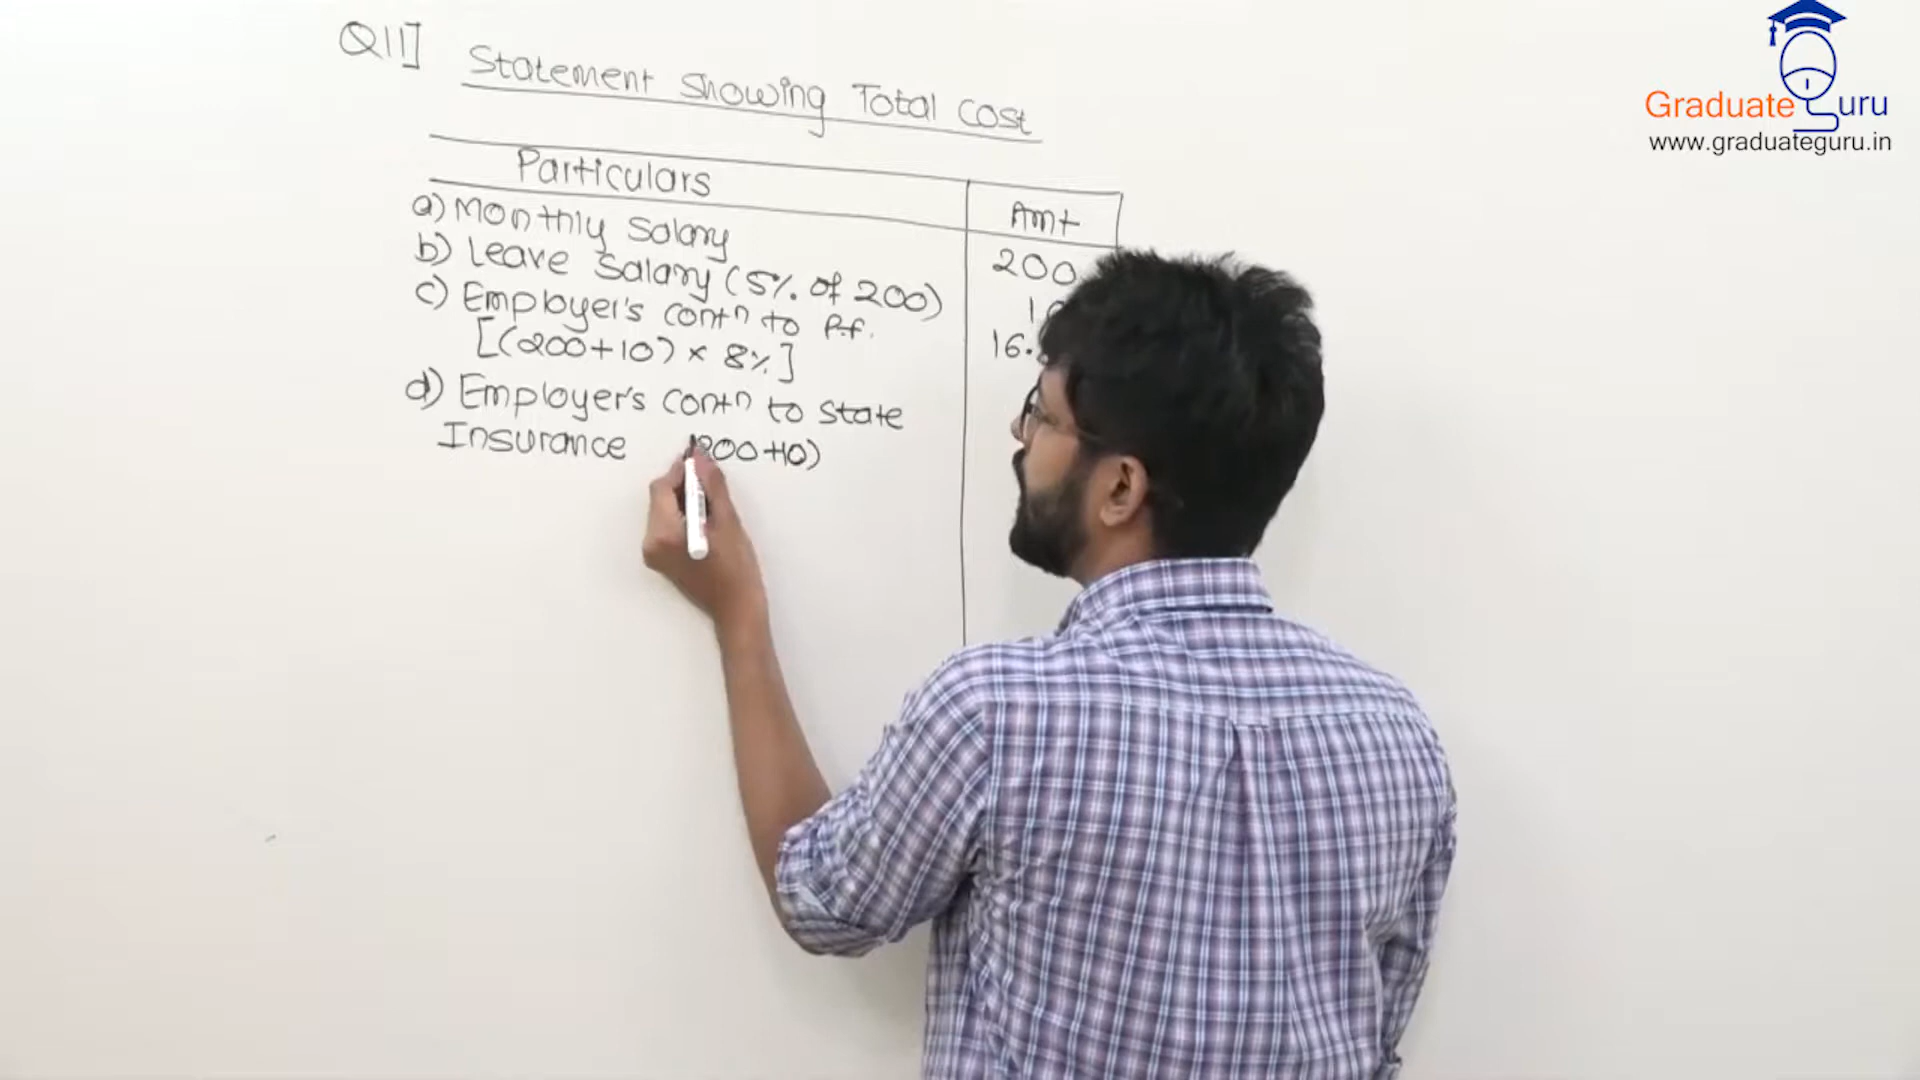 Q11]
Statement Showing Total Cost
Particulars
Amt
a) Monthly Salary
200
b) Leave Salary (5% of 200)
c) Employer's contn to P.f.
[(200+10) × 8%]
16.
d) Employer's contn to state
Insurance 200+10)
Graduate Guru
www.graduateguru.in